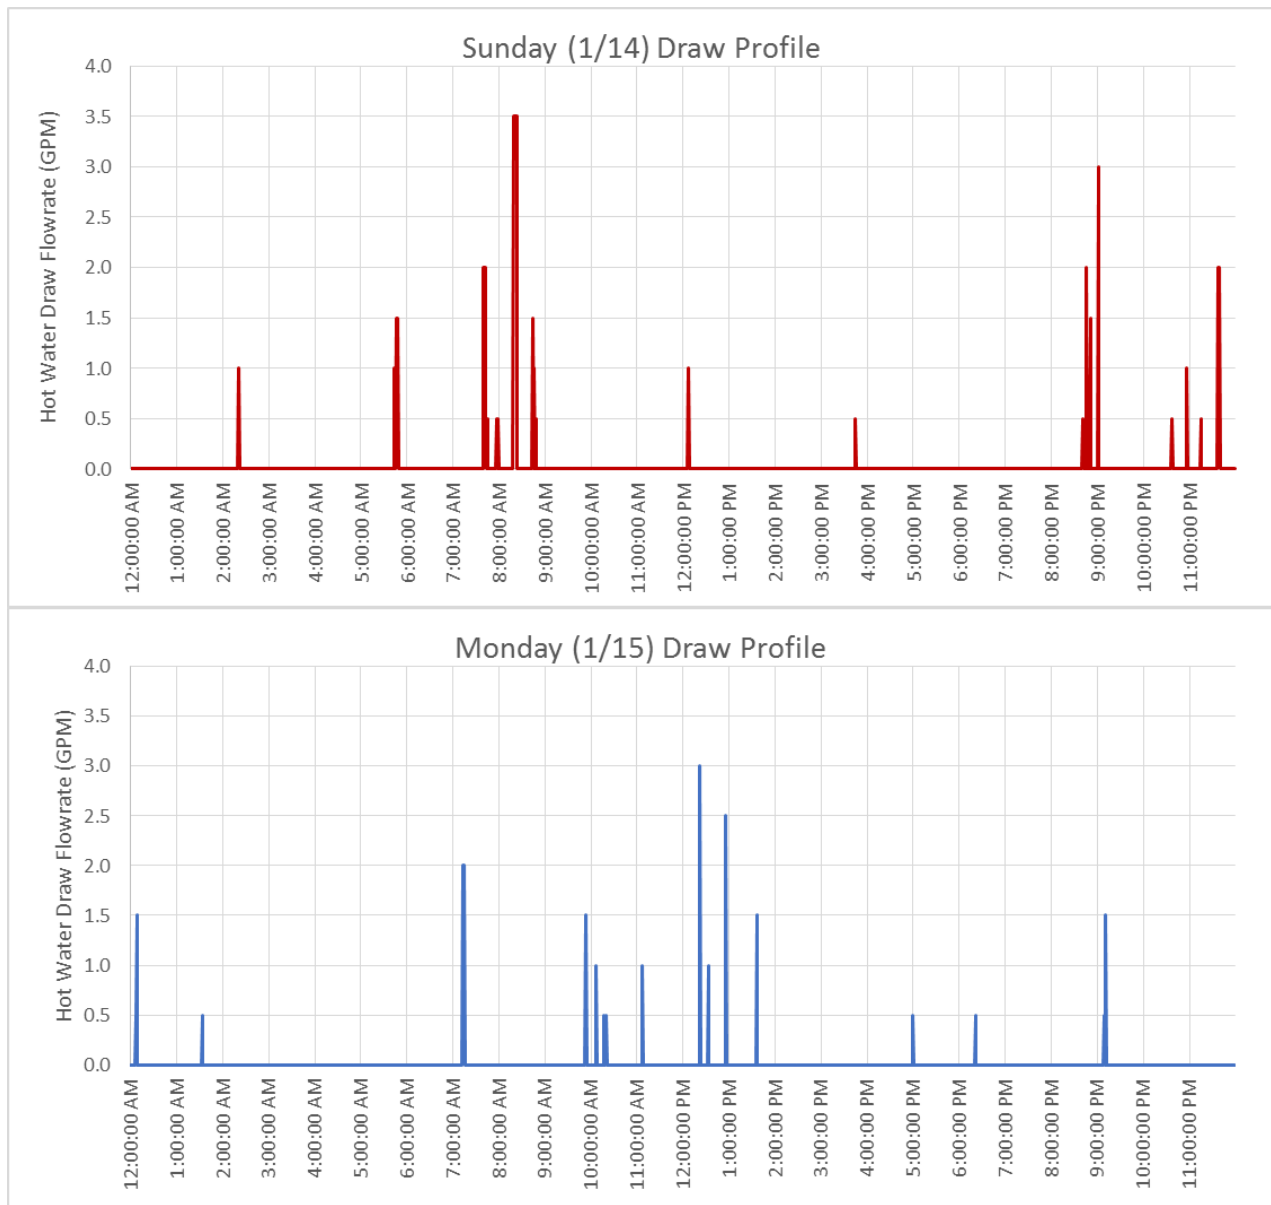 Sunday (1/14) Draw Profile
Hot Water Draw Flowrate (GPM)
4.0
3.5
3.0
2.5
2.0
1.5
1.0
0.5
0.0
12:00:00 AM
1:00:00 AM
2:00:00 AM
3:00:00 AM
4:00:00 AM
5:00:00 AM
6:00:00 AM
7:00:00 AM
8:00:00 AM
9:00:00 AM
10:00:00 AM
11:00:00 AM
12:00:00 PM
1:00:00 PM
2:00:00 PM
3:00:00 PM
4:00:00 PM
5:00:00 PM
6:00:00 PM
7:00:00 PM
8:00:00 PM
9:00:00 PM
10:00:00 PM
11:00:00 PM
Monday (1/15) Draw Profile
Hot Water Draw Flowrate (GPM)
4.0
3.5
3.0
2.5
2.0
1.5
1.0
0.5
0.0
12:00:00 AM
1:00:00 AM
2:00:00 AM
3:00:00 AM
4:00:00 AM
5:00:00 AM
6:00:00 AM
7:00:00 AM
8:00:00 AM
9:00:00 AM
10:00:00 AM
11:00:00 AM
12:00:00 PM
1:00:00 PM
2:00:00 PM
3:00:00 PM
4:00:00 PM
5:00:00 PM
6:00:00 PM
7:00:00 PM
8:00:00 PM
9:00:00 PM
10:00:00 PM
11:00:00 PM